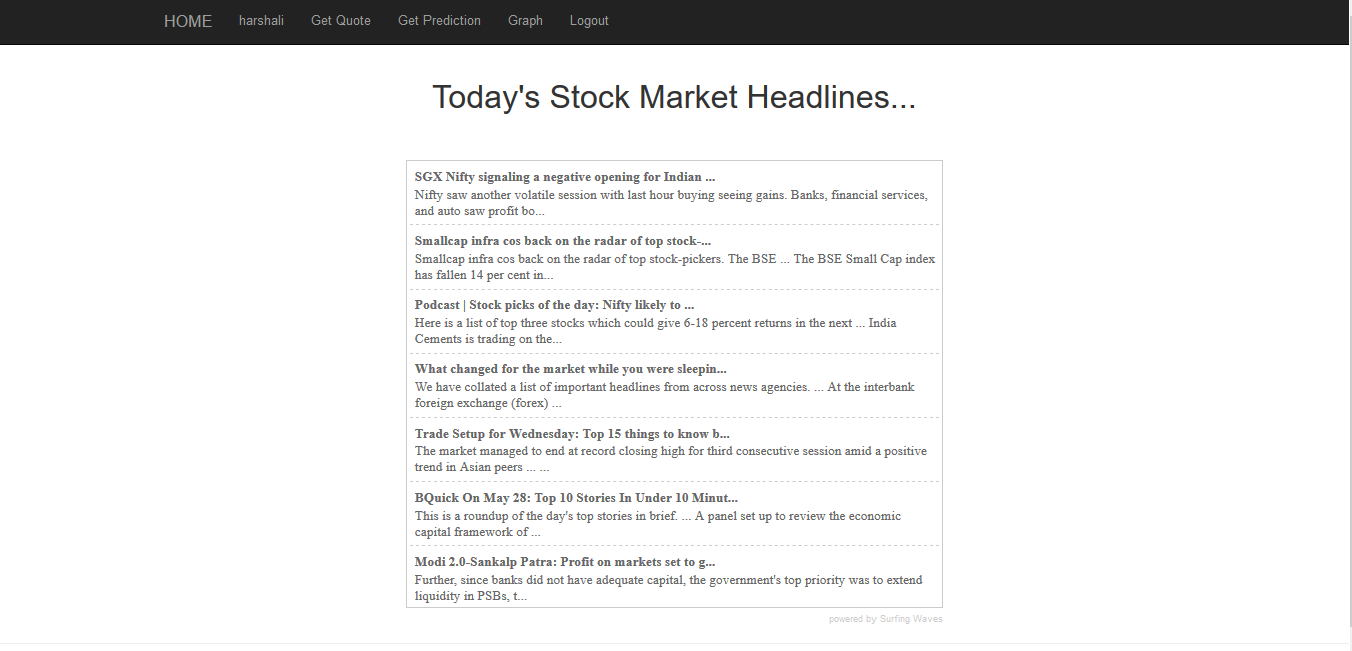 HOME harshali Get Quote Get Prediction Graph Logout
Today's Stock Market Headlines...
SGX Nifty signaling a negative opening for Indian ...
Nifty saw another volatile session with last hour buying seeing gains. Banks, financial services,
and auto saw profit bo...
Smallcap infra cos back on the radar of top stock-...
Smallcap infra cos back on the radar of top stock-pickers. The BSE ... The BSE Small Cap index
has fallen 14 per cent in...
Podcast | Stock picks of the day: Nifty likely to ...
Here is a list of top three stocks which could give 6-18 percent returns in the next ... India
Cements is trading on the...
What changed for the market while you were sleepin...
We have collated a list of important headlines from across news agencies. ... At the interbank
foreign exchange (forex) ...
Trade Setup for Wednesday: Top 15 things to know b...
The market managed to end at record closing high for third consecutive session amid a positive
trend in Asian peers ... ...
BQuick On May 28: Top 10 Stories In Under 10 Minut...
This is a roundup of the day's top stories in brief. ... A panel set up to review the economic
capital framework of ...
Modi 2.0-Sankalp Patra: Profit on markets set to g...
Further, since banks did not have adequate capital, the government's top priority was to extend
liquidity in PSBs, t...
powered by Surfing Waves